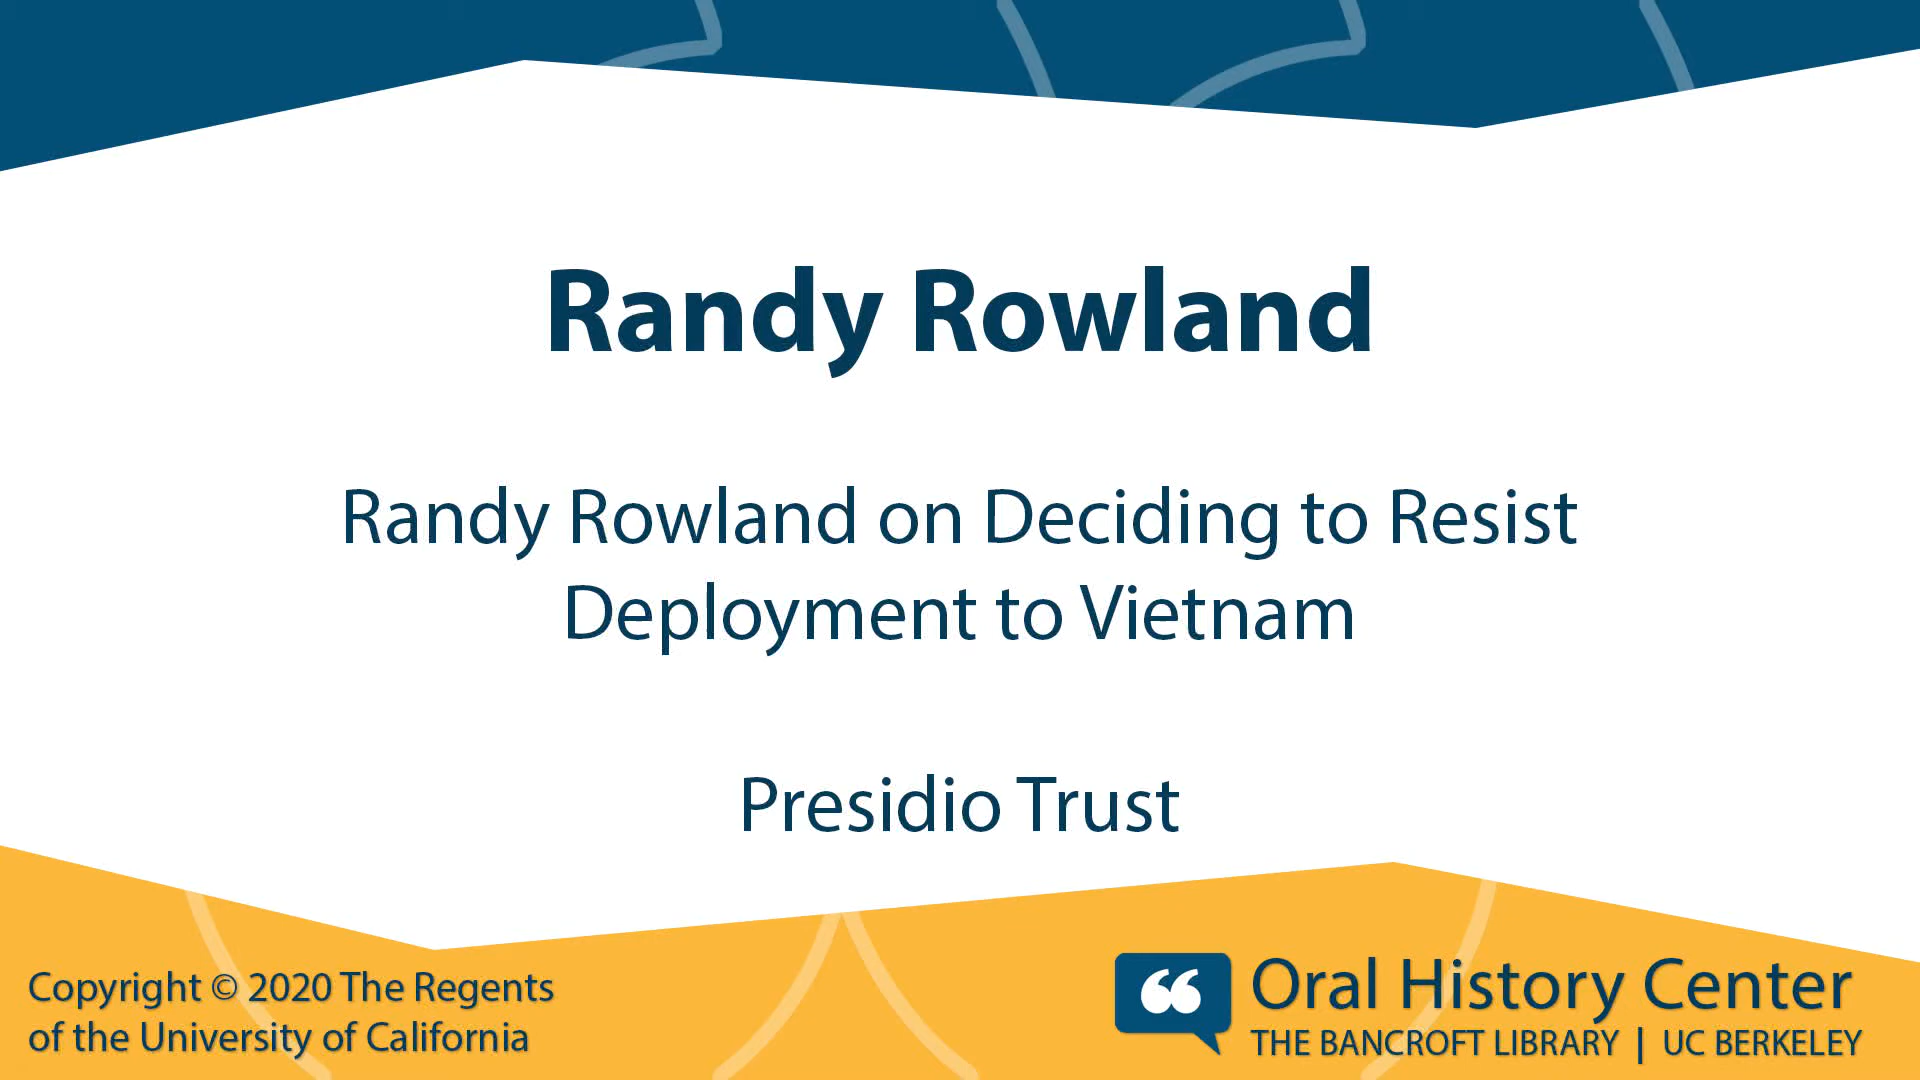 Randy Rowland
Randy Rowland on Deciding to Resist
Deployment to Vietnam
Presidio Trust
Copyright © 2020 The Regents
of the University of California
Oral History Center
THE BANCROFT LIBRARY | UC BERKELEY